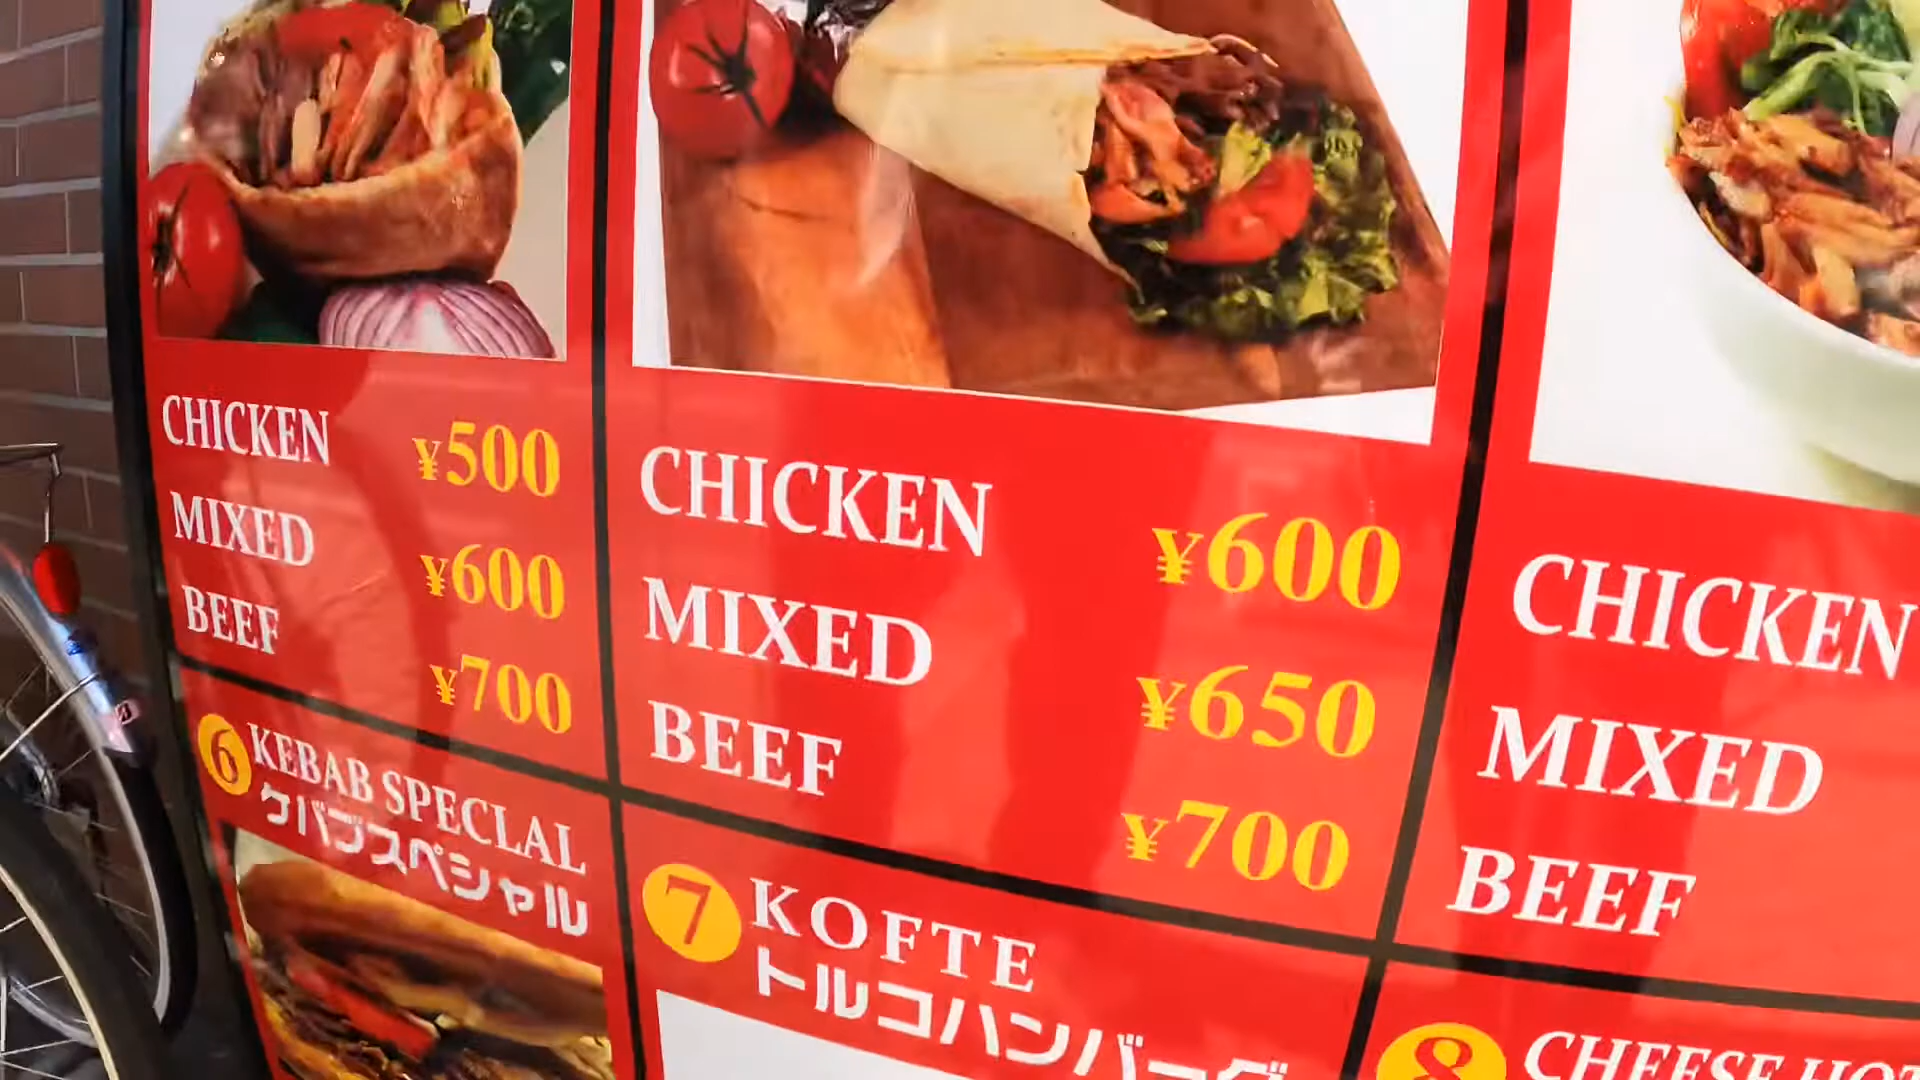 CHICKEN ¥500
MIXED ¥600
BEEF ¥700
CHICKEN ¥600
MIXED ¥650
BEEF ¥700
CHICKEN
MIXED
BEEF
6 KEBAB SPECLAL
ケバブスペシャル
7 KOFTE
トルコハンバーグ
8 CHEESE HOT